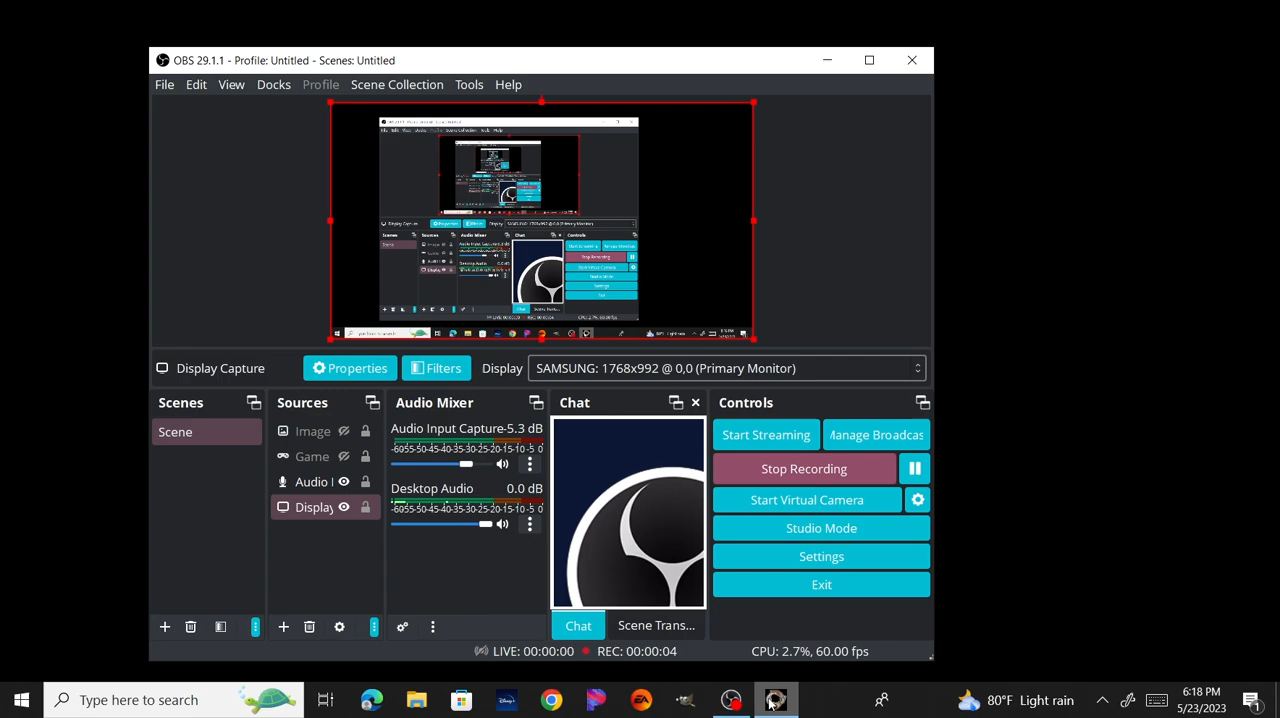 OBS 29.1.1 - Profile: Untitled - Scenes: Untitled
File Edit View Docks Profile Scene Collection Tools Help
Display Capture Properties Filters Display SAMSUNG: 1768x992 @ 0,0 (Primary Monitor)
Scenes
Scene
Sources
Image
Game
Audio I
Display
Audio Mixer
Audio Input Capture -5.3 dB
-60 -55 -50 -45 -40 -35 -30 -25 -20 -15 -10 -5 0
Desktop Audio 0.0 dB
-60 -55 -50 -45 -40 -35 -30 -25 -20 -15 -10 -5 0
Chat
Chat Scene Trans...
Controls
Start Streaming Manage Broadcas
Stop Recording
Start Virtual Camera
Studio Mode
Settings
Exit
LIVE: 00:00:00 REC: 00:00:04 CPU: 2.7%, 60.00 fps
Type here to search
Disney+
EA
80°F Light rain
6:18 PM
5/23/2023
1